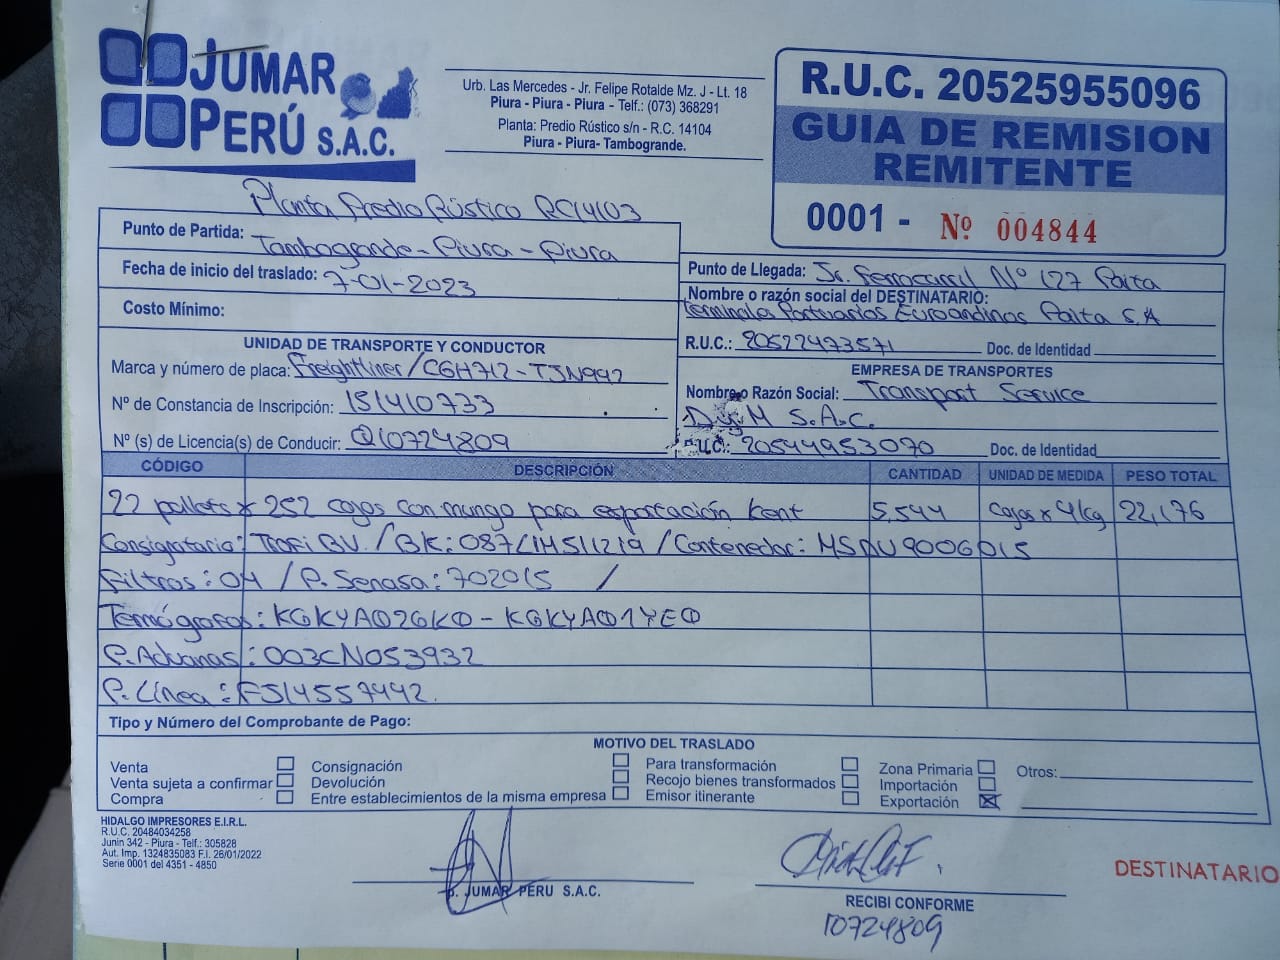 JUMAR
PERÚ S.A.C.
Urb. Las Mercedes - Jr. Felipe Rotalde Mz. J - Lt. 18
Piura - Piura - Piura - Telf.: (073) 368291
Planta: Predio Rústico s/n - R.C. 14104
Piura - Piura- Tambogrande.
R.U.C. 20525955096
GUIA DE REMISION
REMITENTE
0001 - Nº 004844
Planta Predio Rústico RC14103
Punto de Partida: Tambogrande - Piura - Piura
Fecha de inicio del traslado: 7-01-2023
Costo Mínimo:
Punto de Llegada: Jr. Ferrocarril Nº 127 Paita
Nombre o razón social del DESTINATARIO:
Terminales Portuarios Euroandinos Paita S.A
R.U.C.: 20522473571 Doc. de Identidad
UNIDAD DE TRANSPORTE Y CONDUCTOR
Marca y número de placa: Freightliner / CGH712 - TJN992
Nº de Constancia de Inscripción: 151410733
Nº (s) de Licencia(s) de Conducir: Q10724809
EMPRESA DE TRANSPORTES
Nombre o Razón Social: Transport Service
D y M S.A.C.
R.U.C.: 20544953070 Doc. de Identidad
CÓDIGO DESCRIPCIÓN CANTIDAD UNIDAD DE MEDIDA PESO TOTAL
22 pallets x 252 cajas con mango para exportación kent 5,544 cajas x 4kg 22,176
Consignatario: TROFI BV. / BK: 087LIM511219 / Contenedor: MSDU9006015
Filtros: 04 / P. Senasa: 702015 /
Termógrafos: KGKYA02GK0 - KGKYA01YE0
P. Aduanas: 003CN053932
P. Línea: FJ14557442.
Tipo y Número del Comprobante de Pago:
MOTIVO DEL TRASLADO
Venta Consignación Para transformación Zona Primaria Otros:
Venta sujeta a confirmar Devolución Recojo bienes transformados Importación
Compra Entre establecimientos de la misma empresa Emisor itinerante Exportación X
HIDALGO IMPRESORES E.I.R.L.
R.U.C. 20484034258
Junín 342 - Piura - Telf.: 305828
Aut. Imp. 1324835083 F.I. 26/01/2022
Serie 0001 del 4351 - 4850
p. JUMAR PERU S.A.C.
RECIBI CONFORME
10724809
DESTINATARIO